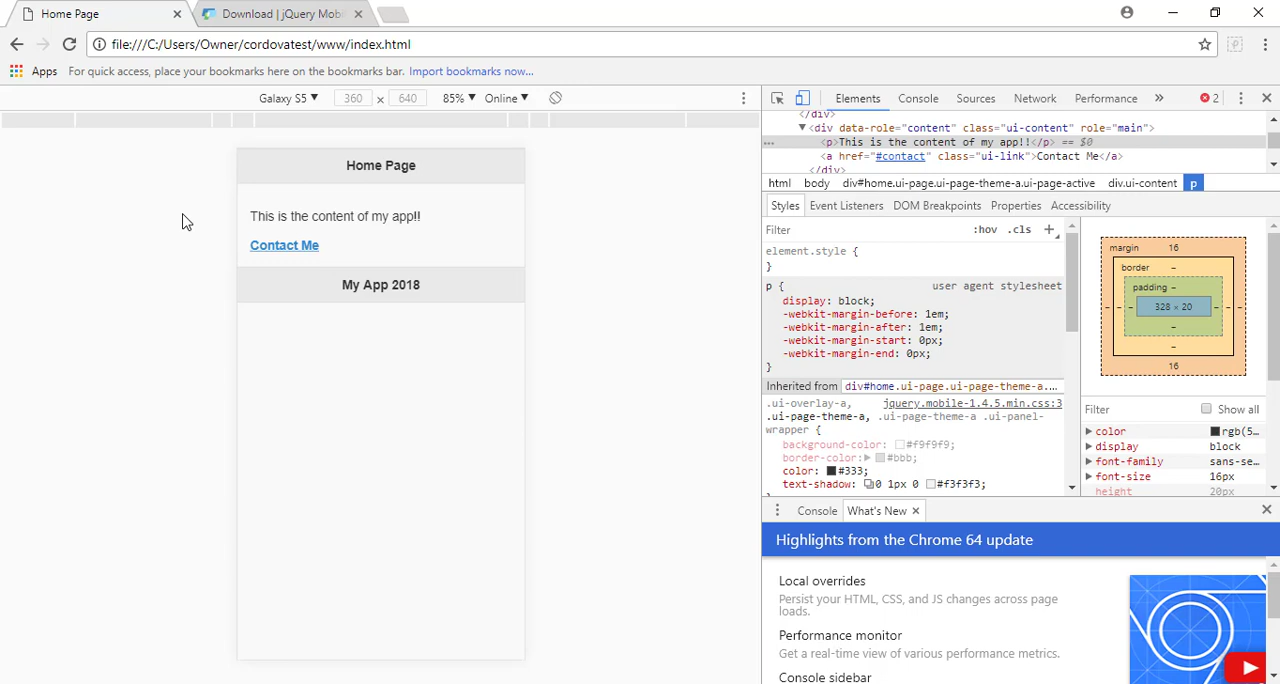 Home Page
Download | jQuery Mobi
file:///C:/Users/Owner/cordovatest/www/index.html
Apps For quick access, place your bookmarks here on the bookmarks bar. Import bookmarks now...
Galaxy S5 ▼ 360 x 640 85% ▼ Online ▼
Elements Console Sources Network Performance » 2
Home Page
This is the content of my app!!
Contact Me
My App 2018
</div>
▼<div data-role="content" class="ui-content" role="main">
<p>This is the content of my app!!</p> == $0
<a href="#contact" class="ui-link">Contact Me</a>
</div>
html body div#home.ui-page.ui-page-theme-a.ui-page-active div.ui-content p
Styles Event Listeners DOM Breakpoints Properties Accessibility
Filter :hov .cls +
element.style {
}
p { user agent stylesheet
display: block;
-webkit-margin-before: 1em;
-webkit-margin-after: 1em;
-webkit-margin-start: 0px;
-webkit-margin-end: 0px;
}
Inherited from div#home.ui-page.ui-page-theme-a....
.ui-overlay-a, jquery.mobile-1.4.5.min.css:3
.ui-page-theme-a, .ui-page-theme-a .ui-panel-
wrapper {
background-color: #f9f9f9;
border-color: #bbb;
color: #333;
text-shadow: 0 1px 0 #f3f3f3;
margin 16
border –
padding –
– – – 328 × 20 – – –
–
–
16
Filter Show all
color rgb(5...
display block
font-family sans-se...
font-size 16px
height 20px
Console What's New ×
Highlights from the Chrome 64 update
Local overrides
Persist your HTML, CSS, and JS changes across page
loads.
Performance monitor
Get a real-time view of various performance metrics.
Console sidebar